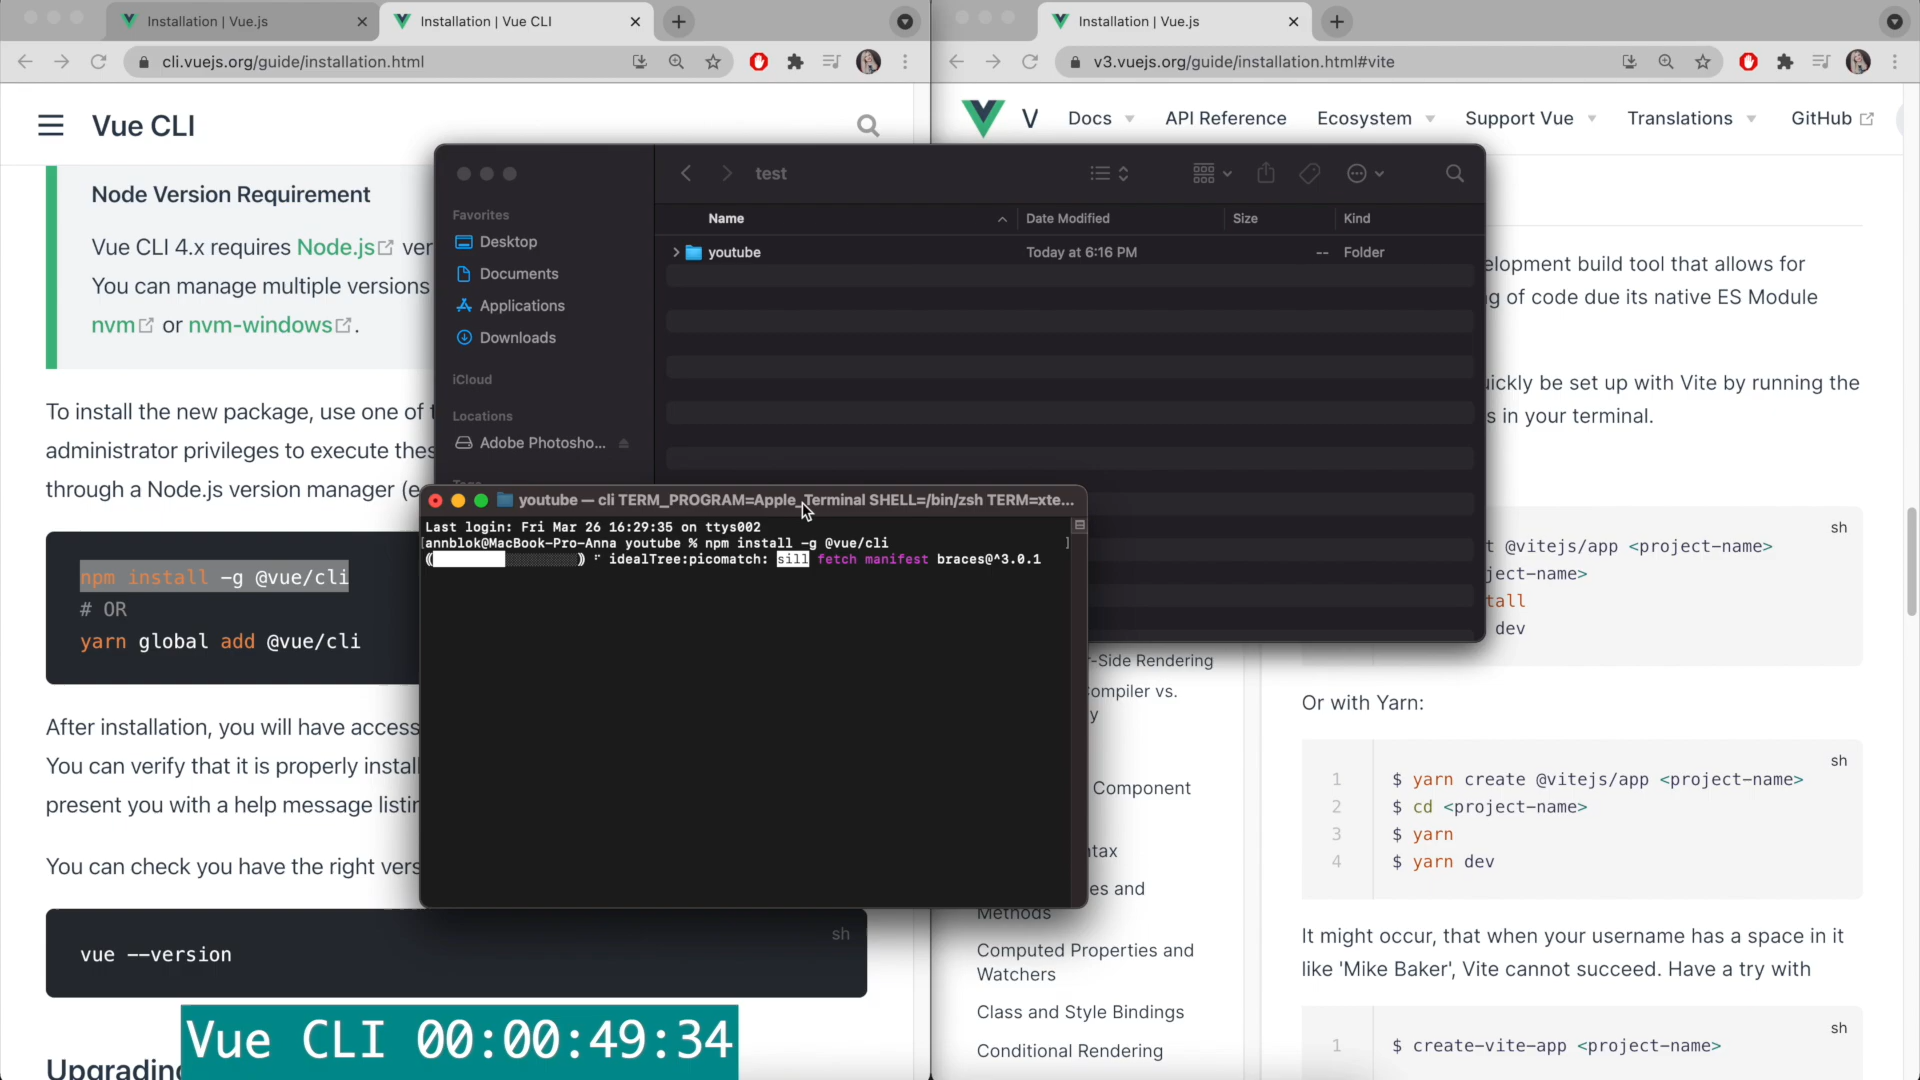 Installation | Vue.js
Installation | Vue CLI
cli.vuejs.org/guide/installation.html
Vue CLI
Node Version Requirement
Vue CLI 4.x requires Node.js ver
You can manage multiple versions
nvm or nvm-windows.
To install the new package, use one of t
administrator privileges to execute thes
through a Node.js version manager (e
npm install -g @vue/cli
# OR
yarn global add @vue/cli
After installation, you will have access
You can verify that it is properly instal
present you with a help message listin
You can check you have the right vers
sh
vue --version
Upgrading
Vue CLI 00:00:49:34
Installation | Vue.js
v3.vuejs.org/guide/installation.html#vite
V
Docs
API Reference
Ecosystem
Support Vue
Translations
GitHub
test
Favorites
Desktop
Documents
Applications
Downloads
iCloud
Locations
Adobe Photosho...
Name
Date Modified
Size
Kind
youtube
Today at 6:16 PM
--
Folder
youtube — cli TERM_PROGRAM=Apple_Terminal SHELL=/bin/zsh TERM=xte...
Last login: Fri Mar 26 16:29:35 on ttys002
[annblok@MacBook-Pro-Anna youtube % npm install -g @vue/cli ]
idealTree:picomatch: sill fetch manifest braces@^3.0.1
elopment build tool that allows for
g of code due its native ES Module
uickly be set up with Vite by running the
s in your terminal.
sh
t @vitejs/app <project-name>
ject-name>
tall
dev
r-Side Rendering
ompiler vs.
y
Component
ntax
es and
Methods
Computed Properties and
Watchers
Class and Style Bindings
Conditional Rendering
Or with Yarn:
sh
1 $ yarn create @vitejs/app <project-name>
2 $ cd <project-name>
3 $ yarn
4 $ yarn dev
It might occur, that when your username has a space in it
like 'Mike Baker', Vite cannot succeed. Have a try with
sh
1 $ create-vite-app <project-name>